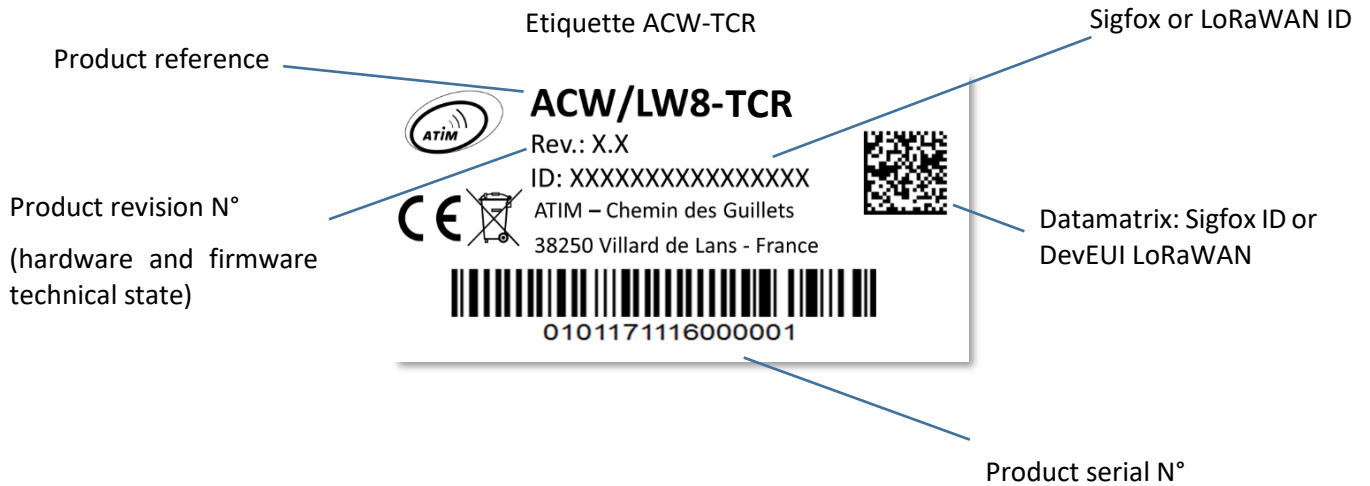 Etiquette ACW-TCR
Sigfox or LoRaWAN ID
Product reference
ACW/LW8-TCR
ATIM
Rev.: X.X
ID: XXXXXXXXXXXXXXXX
Product revision N°
(hardware and firmware
technical state)
CE
ATIM – Chemin des Guillets
38250 Villard de Lans - France
Datamatrix: Sigfox ID or
DevEUI LoRaWAN
0101171116000001
Product serial N°